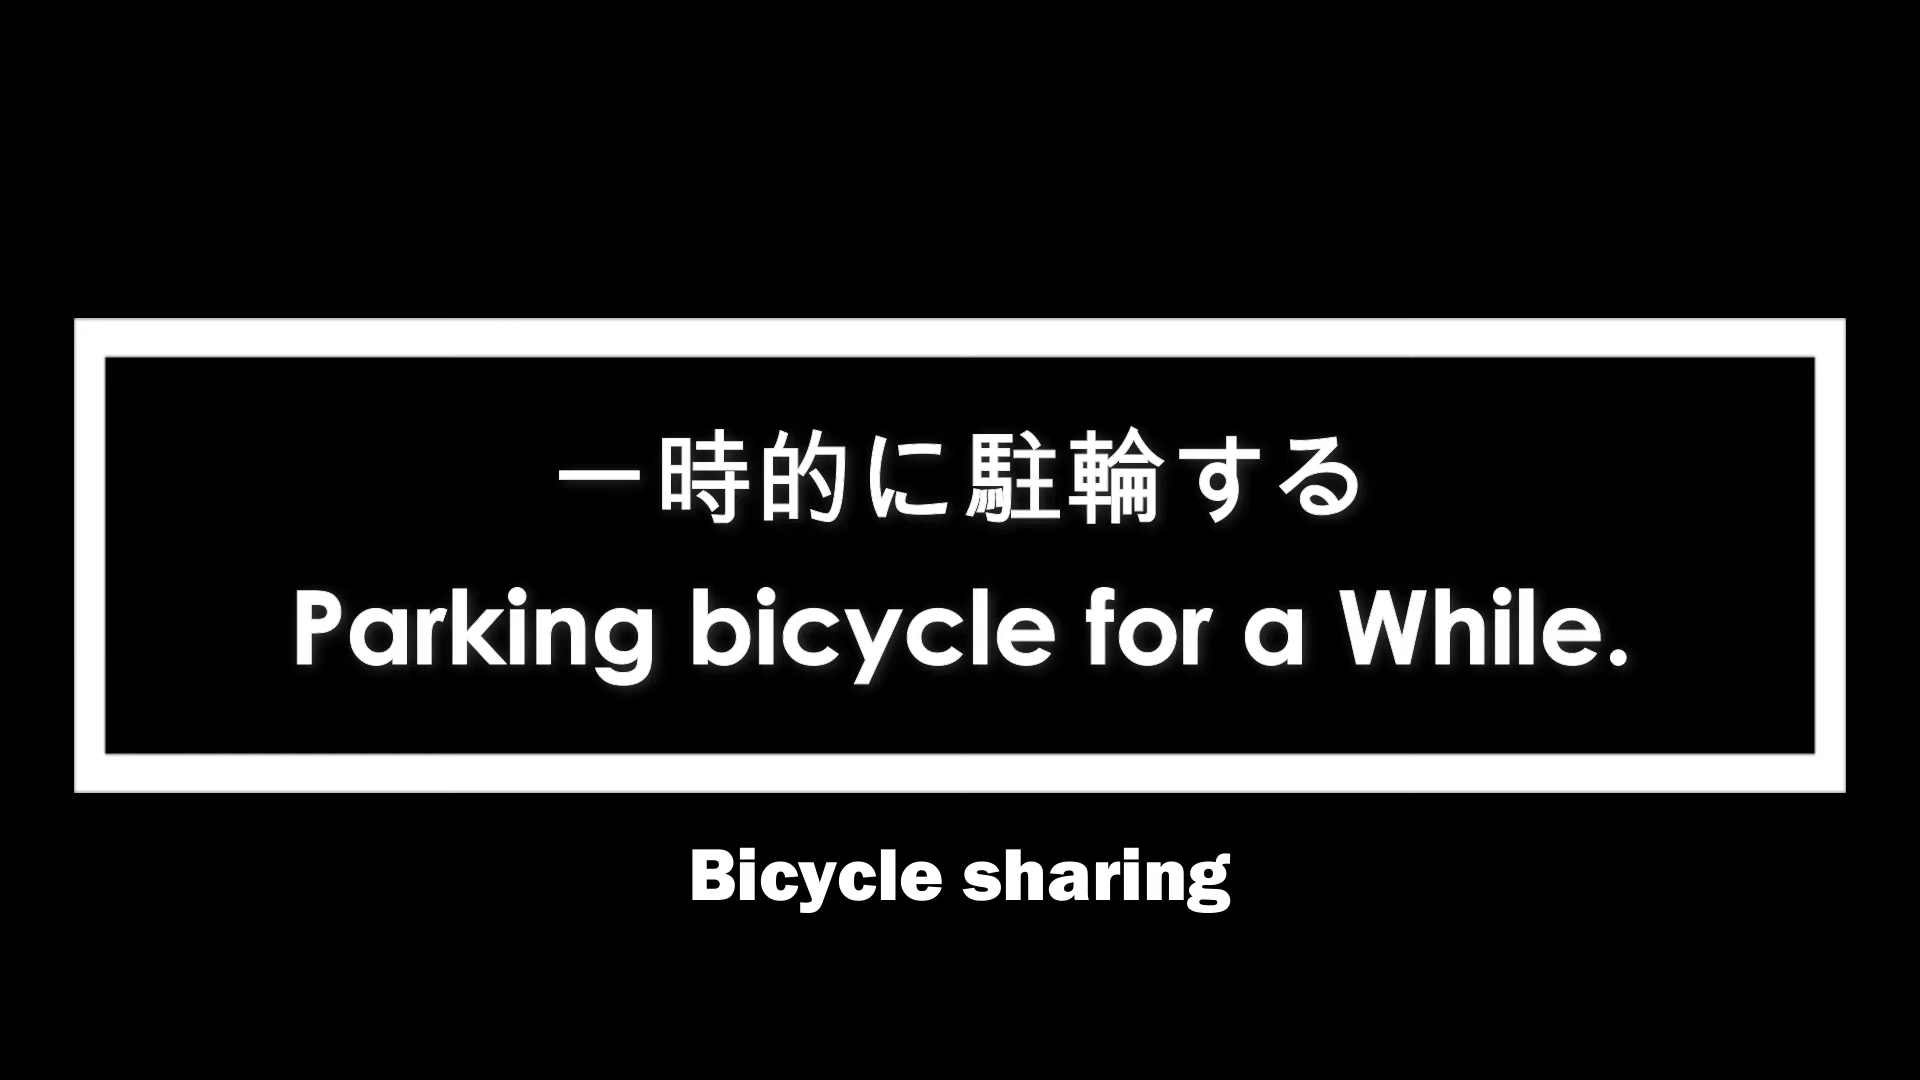 一時的に駐輪する
Parking bicycle for a While.
Bicycle sharing